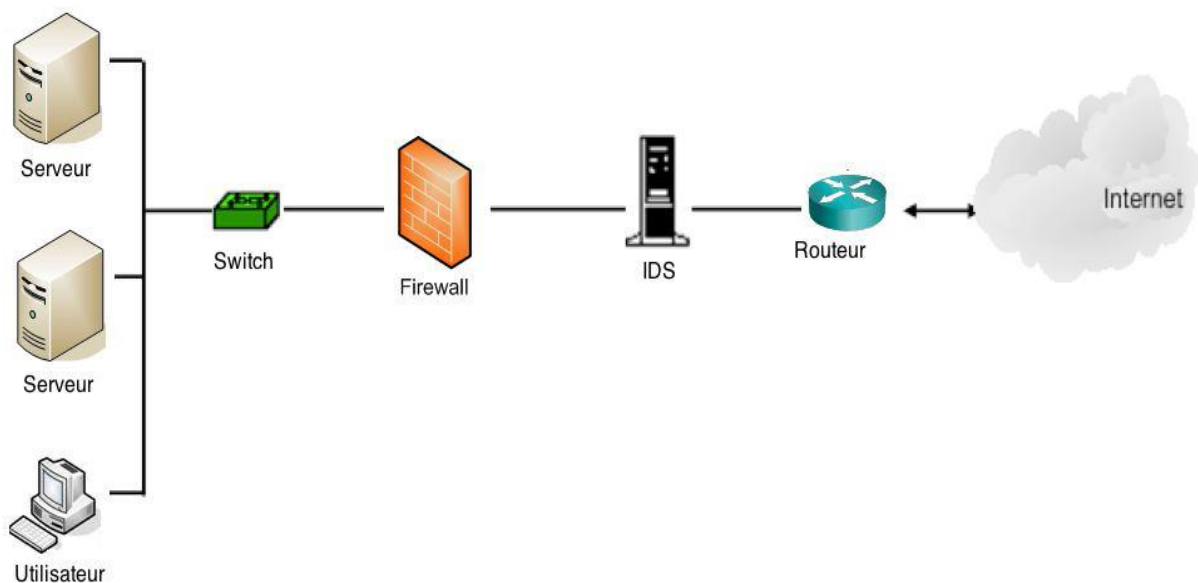 Serveur
Switch
Firewall
IDS
Routeur
Internet
Serveur
Utilisateur